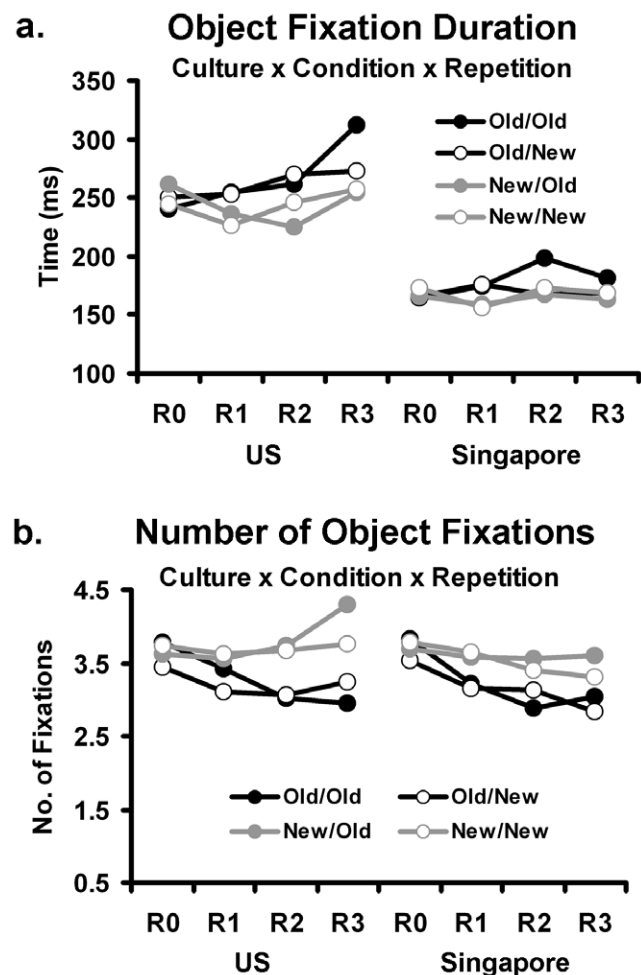 a. Object Fixation Duration
Culture x Condition x Repetition
350
300
250
200
150
100
Time (ms)
Old/Old
Old/New
New/Old
New/New
R0 R1 R2 R3 R0 R1 R2 R3
US Singapore
b. Number of Object Fixations
Culture x Condition x Repetition
4.5
3.5
2.5
1.5
0.5
No. of Fixations
Old/Old Old/New
New/Old New/New
R0 R1 R2 R3 R0 R1 R2 R3
US Singapore